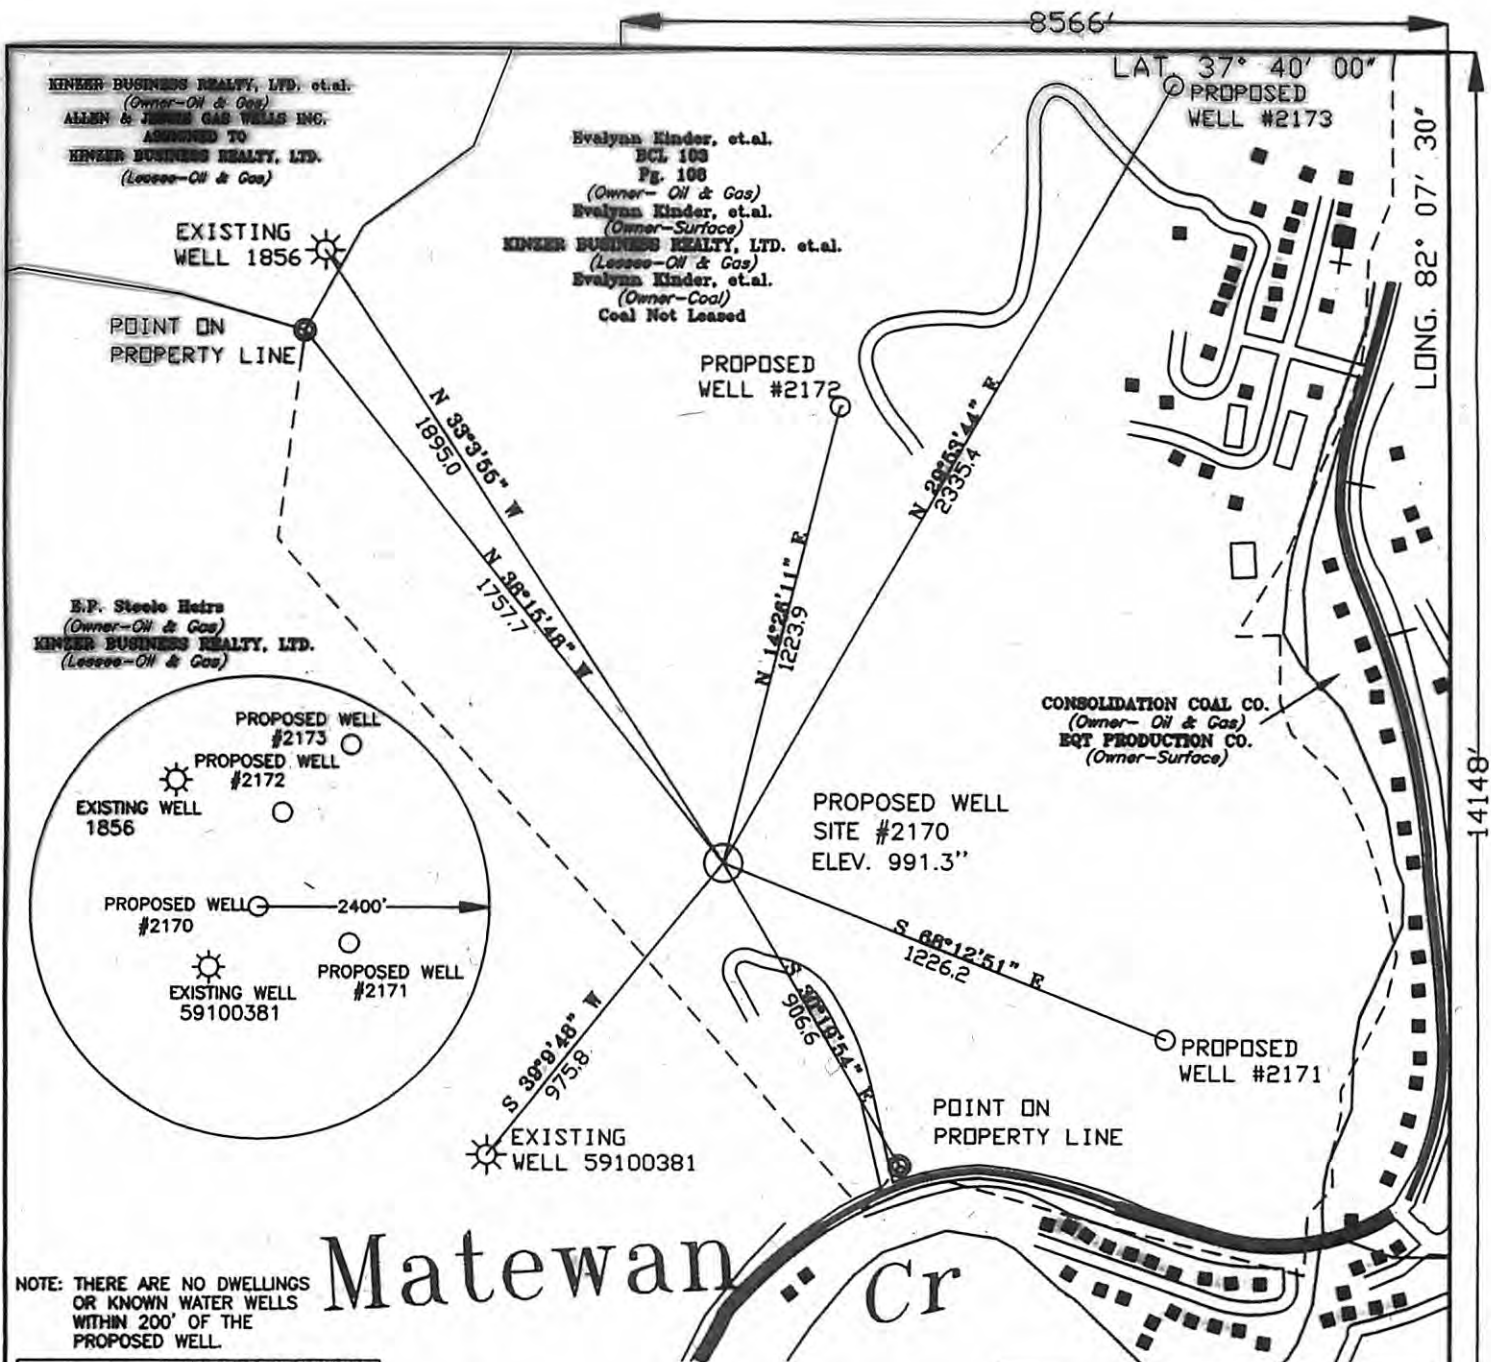 8566'
LAT. 37° 40' 00"
LONG. 82° 07' 30"
14148'
KINZER BUSINESS REALTY, LTD. et.al.
(Owner-Oil & Gas)
ALLEN & JESSIE GAS WELLS INC.
ASSIGNED TO
KINZER BUSINESS REALTY, LTD.
(Lessee-Oil & Gas)
Evalynn Kinder, et.al.
BCL 103
Pg. 108
(Owner- Oil & Gas)
Evalynn Kinder, et.al.
(Owner-Surface)
KINZER BUSINESS REALTY, LTD. et.al.
(Lessee-Oil & Gas)
Evalynn Kinder, et.al.
(Owner-Coal)
Coal Not Leased
PROPOSED
WELL #2173
EXISTING
WELL 1856
POINT ON
PROPERTY LINE
PROPOSED
WELL #2172
N 33°3'55" W
1895.0
N 38°15'48" W
1757.7
N 14°26'11" E
1223.9
N 29°53'44" E
2335.4
E.P. Steele Heirs
(Owner-Oil & Gas)
KINZER BUSINESS REALTY, LTD.
(Lessee-Oil & Gas)
CONSOLIDATION COAL CO.
(Owner- Oil & Gas)
EQT PRODUCTION CO.
(Owner-Surface)
PROPOSED WELL
#2173
PROPOSED WELL
#2172
EXISTING WELL
1856
PROPOSED WELL
#2170
2400'
PROPOSED WELL
#2171
EXISTING WELL
59100381
PROPOSED WELL
SITE #2170
ELEV. 991.3''
S 68°12'51" E
1226.2
S 39°9'48" W
975.8
19'54" E
906.6
PROPOSED
WELL #2171
POINT ON
PROPERTY LINE
EXISTING
WELL 59100381
Matewan Cr
NOTE: THERE ARE NO DWELLINGS
OR KNOWN WATER WELLS
WITHIN 200' OF THE
PROPOSED WELL.